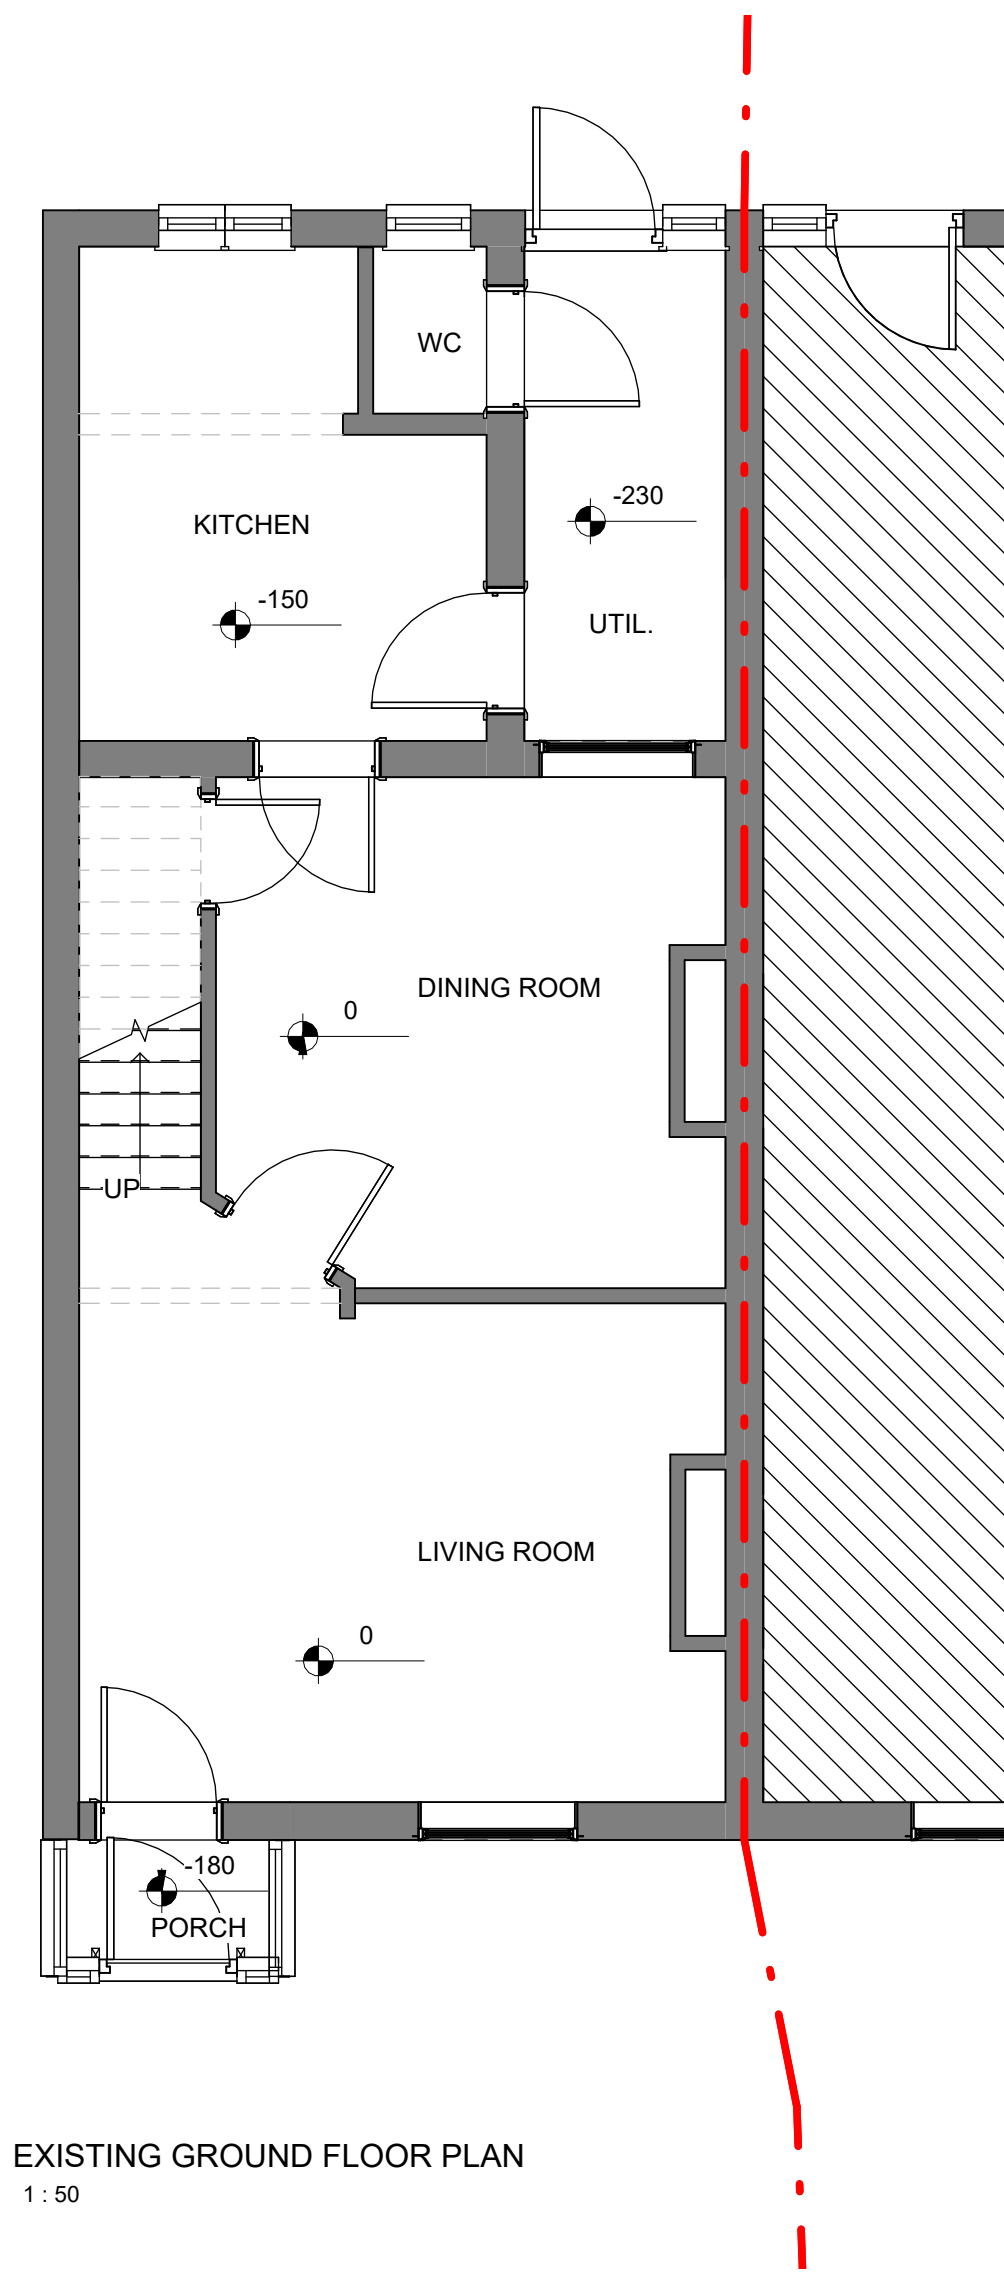 WC
-230
KITCHEN
-150
UTIL.
DINING ROOM
0
UP
LIVING ROOM
0
-180
PORCH
EXISTING GROUND FLOOR PLAN
1 : 50